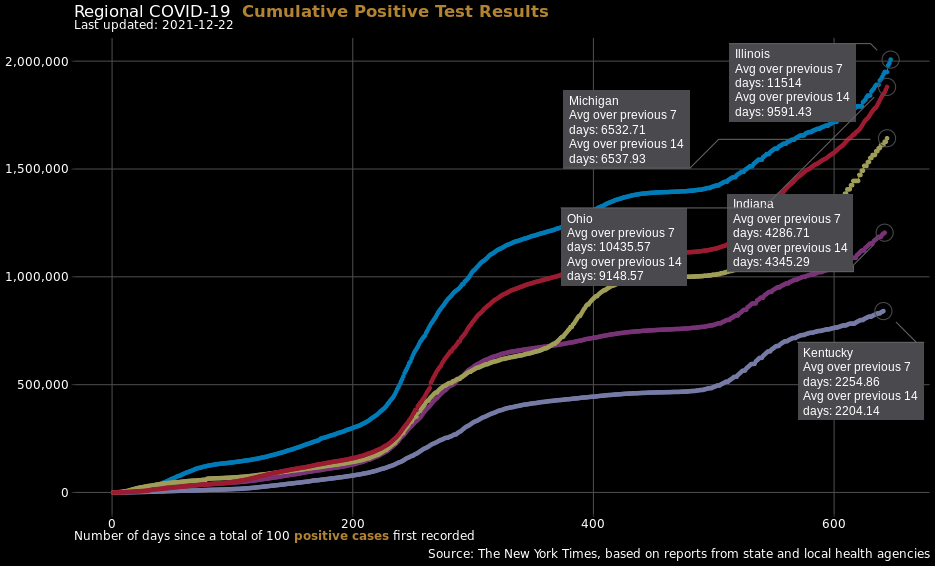 Regional COVID-19 Cumulative Positive Test Results
Last updated: 2021-12-22
2,000,000
1,500,000
1,000,000
500,000
0
Illinois
Avg over previous 7
days: 11514
Avg over previous 14
days: 9591.43
Michigan
Avg over previous 7
days: 6532.71
Avg over previous 14
days: 6537.93
Indiana
Avg over previous 7
days: 4286.71
Avg over previous 14
days: 4345.29
Ohio
Avg over previous 7
days: 10435.57
Avg over previous 14
days: 9148.57
Kentucky
Avg over previous 7
days: 2254.86
Avg over previous 14
days: 2204.14
0 200 400 600
Number of days since a total of 100 positive cases first recorded
Source: The New York Times, based on reports from state and local health agencies